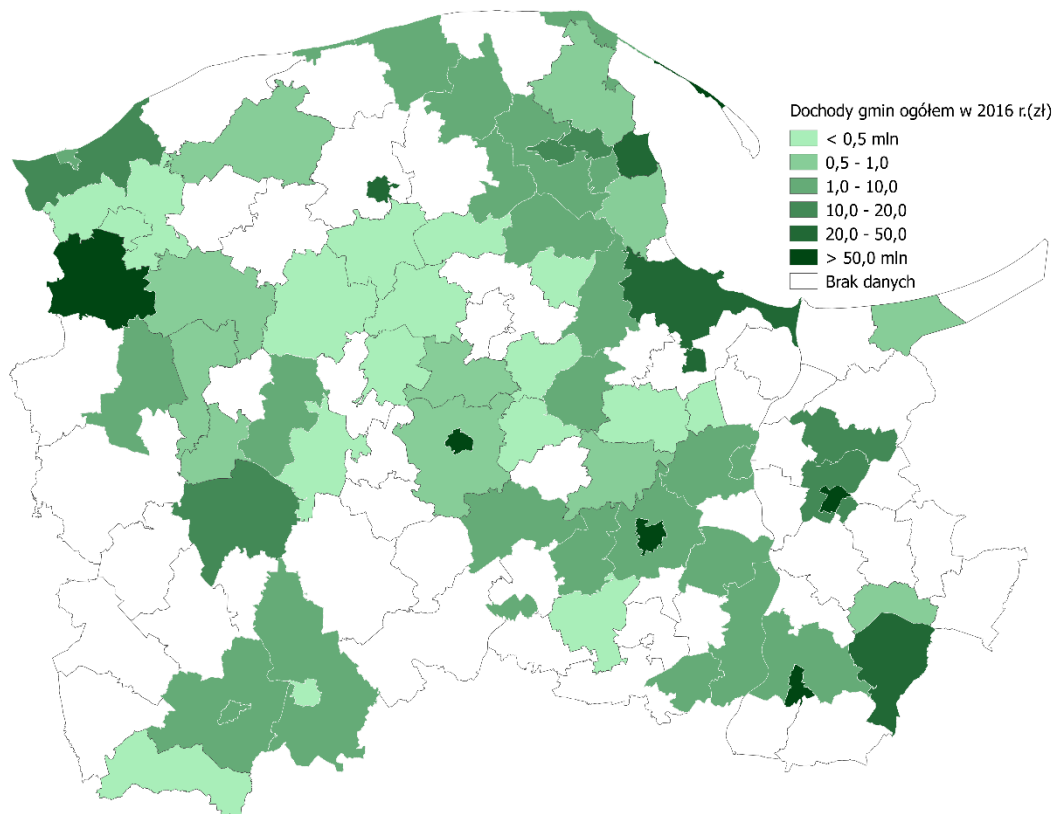 Dochody gmin ogółem w 2016 r.(zł)
< 0,5 mln
0,5 - 1,0
1,0 - 10,0
10,0 - 20,0
20,0 - 50,0
> 50,0 mln
Brak danych